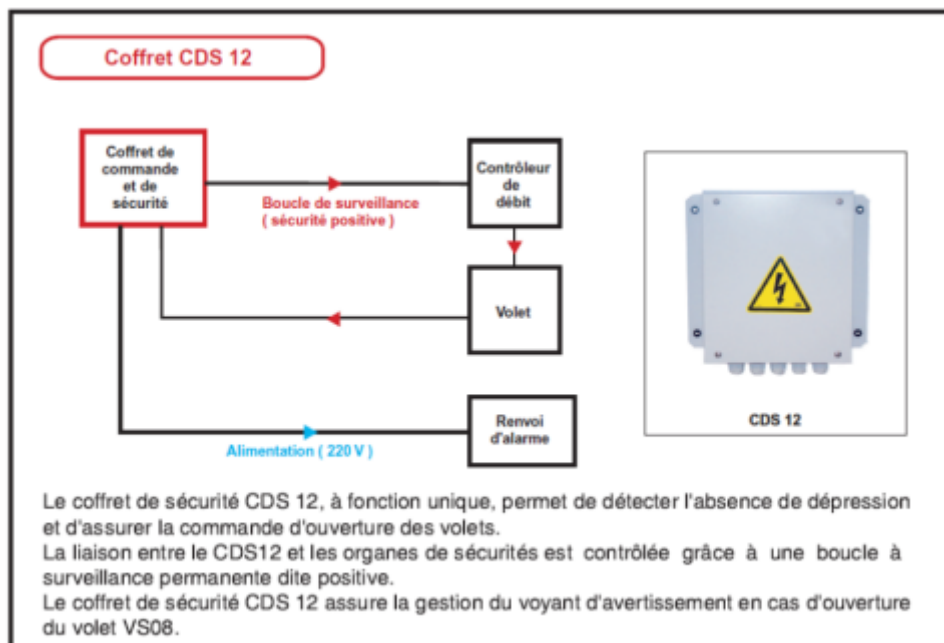 Coffret CDS 12
Coffret de
commande
et de
sécurité
Boucle de surveillance
( sécurité positive )
Contrôleur
de
débit
Volet
Renvoi
d'alarme
Alimentation ( 220 V )
CDS 12
Le coffret de sécurité CDS 12, à fonction unique, permet de détecter l'absence de dépression
et d'assurer la commande d'ouverture des volets.
La liaison entre le CDS12 et les organes de sécurités est contrôlée grâce à une boucle à
surveillance permanente dite positive.
Le coffret de sécurité CDS 12 assure la gestion du voyant d'avertissement en cas d'ouverture
du volet VS08.